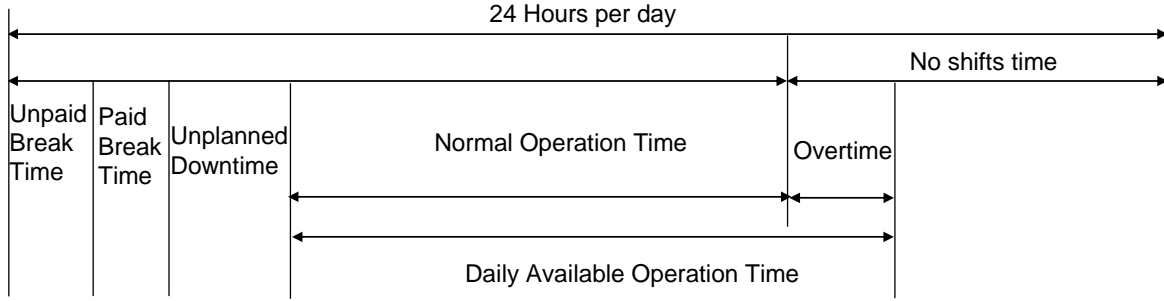 24 Hours per day
No shifts time
Unpaid
Break
Time
Paid
Break
Time
Unplanned
Downtime
Normal Operation Time
Overtime
Daily Available Operation Time